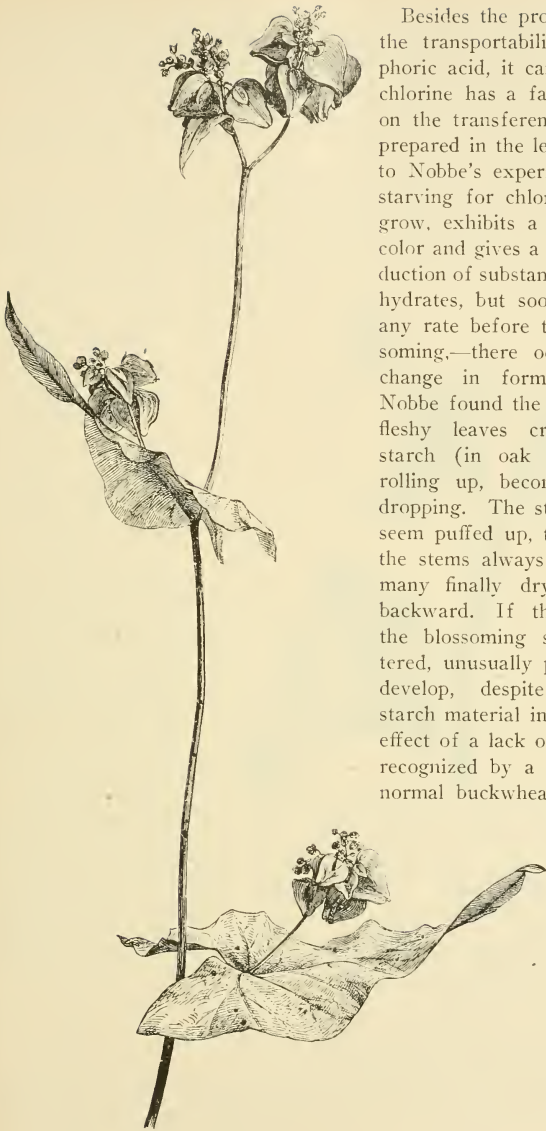 Besides the pro
the transportabili
phoric acid, it ca
chlorine has a fa
on the transferen
prepared in the le
to Nobbe's exper
starving for chlor
grow, exhibits a
color and gives a
duction of substan
hydrates, but soo
any rate before t
soming,—there o
change in form
Nobbe found the
fleshy leaves cr
starch (in oak
rolling up, becor
dropping. The st
seem puffed up, t
the stems always
many finally dry
backward. If th
the blossoming s
tered, unusually p
develop, despite
starch material in
effect of a lack o
recognized by a
normal buckwhea